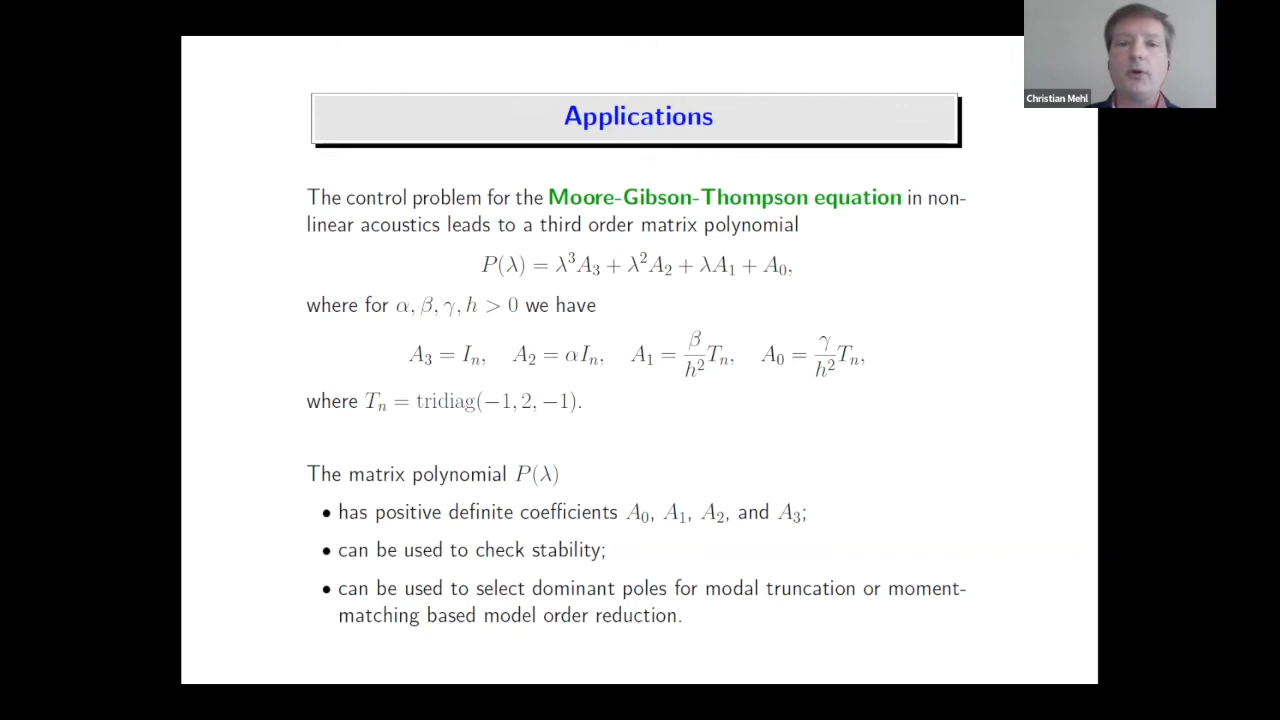 Applications
The control problem for the Moore-Gibson-Thompson equation in non-
linear acoustics leads to a third order matrix polynomial
P(λ) = λ³A₃ + λ²A₂ + λA₁ + A₀,
where for α, β, γ, h > 0 we have
A₃ = Iₙ, A₂ = αIₙ, A₁ = β/h² Tₙ, A₀ = γ/h² Tₙ,
where Tₙ = tridiag(−1, 2, −1).
The matrix polynomial P(λ)
• has positive definite coefficients A₀, A₁, A₂, and A₃;
• can be used to check stability;
• can be used to select dominant poles for modal truncation or moment-
matching based model order reduction.
Christian Mehl